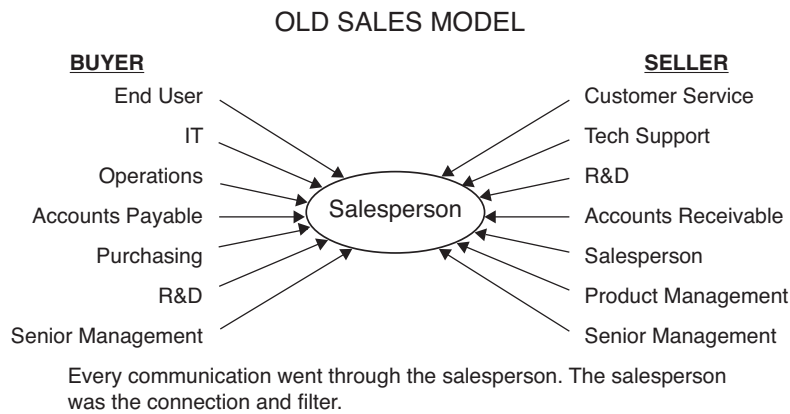 OLD SALES MODEL
BUYER
SELLER
End User
Customer Service
IT
Tech Support
Operations
R&D
Accounts Payable
Salesperson
Accounts Receivable
Purchasing
Salesperson
R&D
Product Management
Senior Management
Senior Management
Every communication went through the salesperson. The salesperson
was the connection and filter.